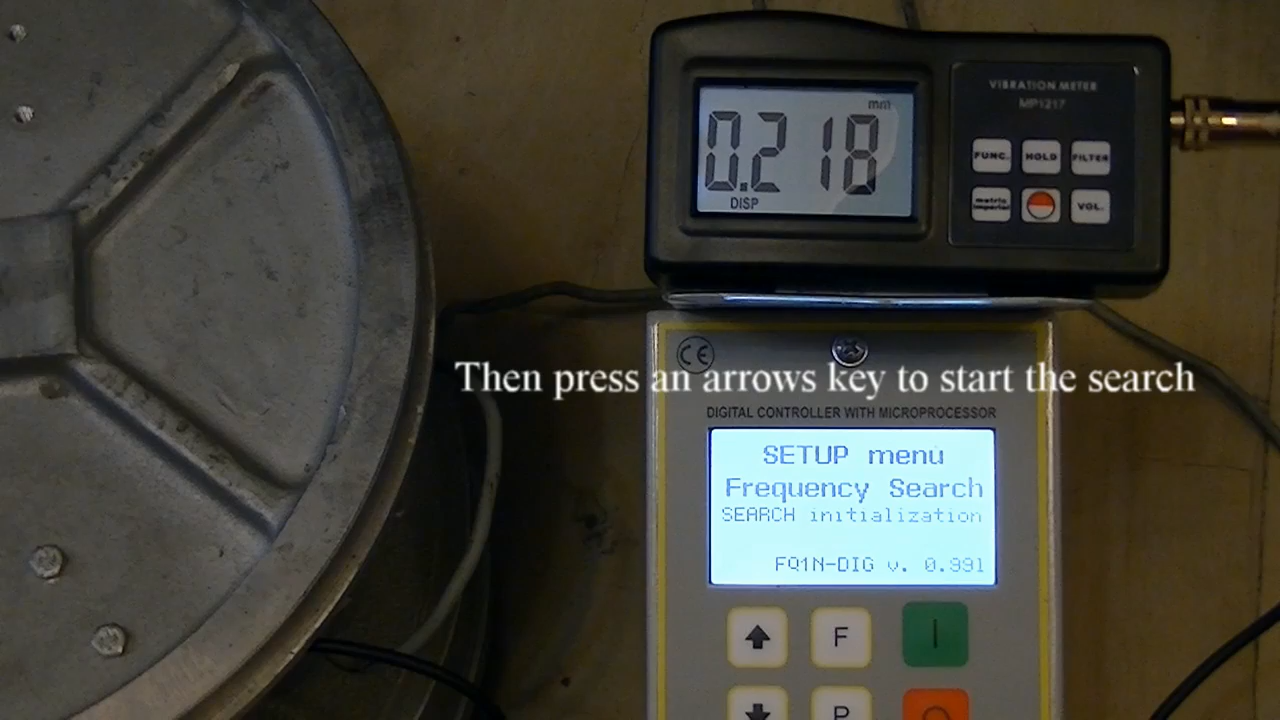 VIBRATION METER
MP1217
mm
0.218
DISP
FUNC. HOLD FILTER
metric imperial VOL.
CE
Then press an arrows key to start the search
DIGITAL CONTROLLER WITH MICROPROCESSOR
SETUP menu
Frequency Search
SEARCH initialization
FQ1N-DIG v. 0.991
F
P